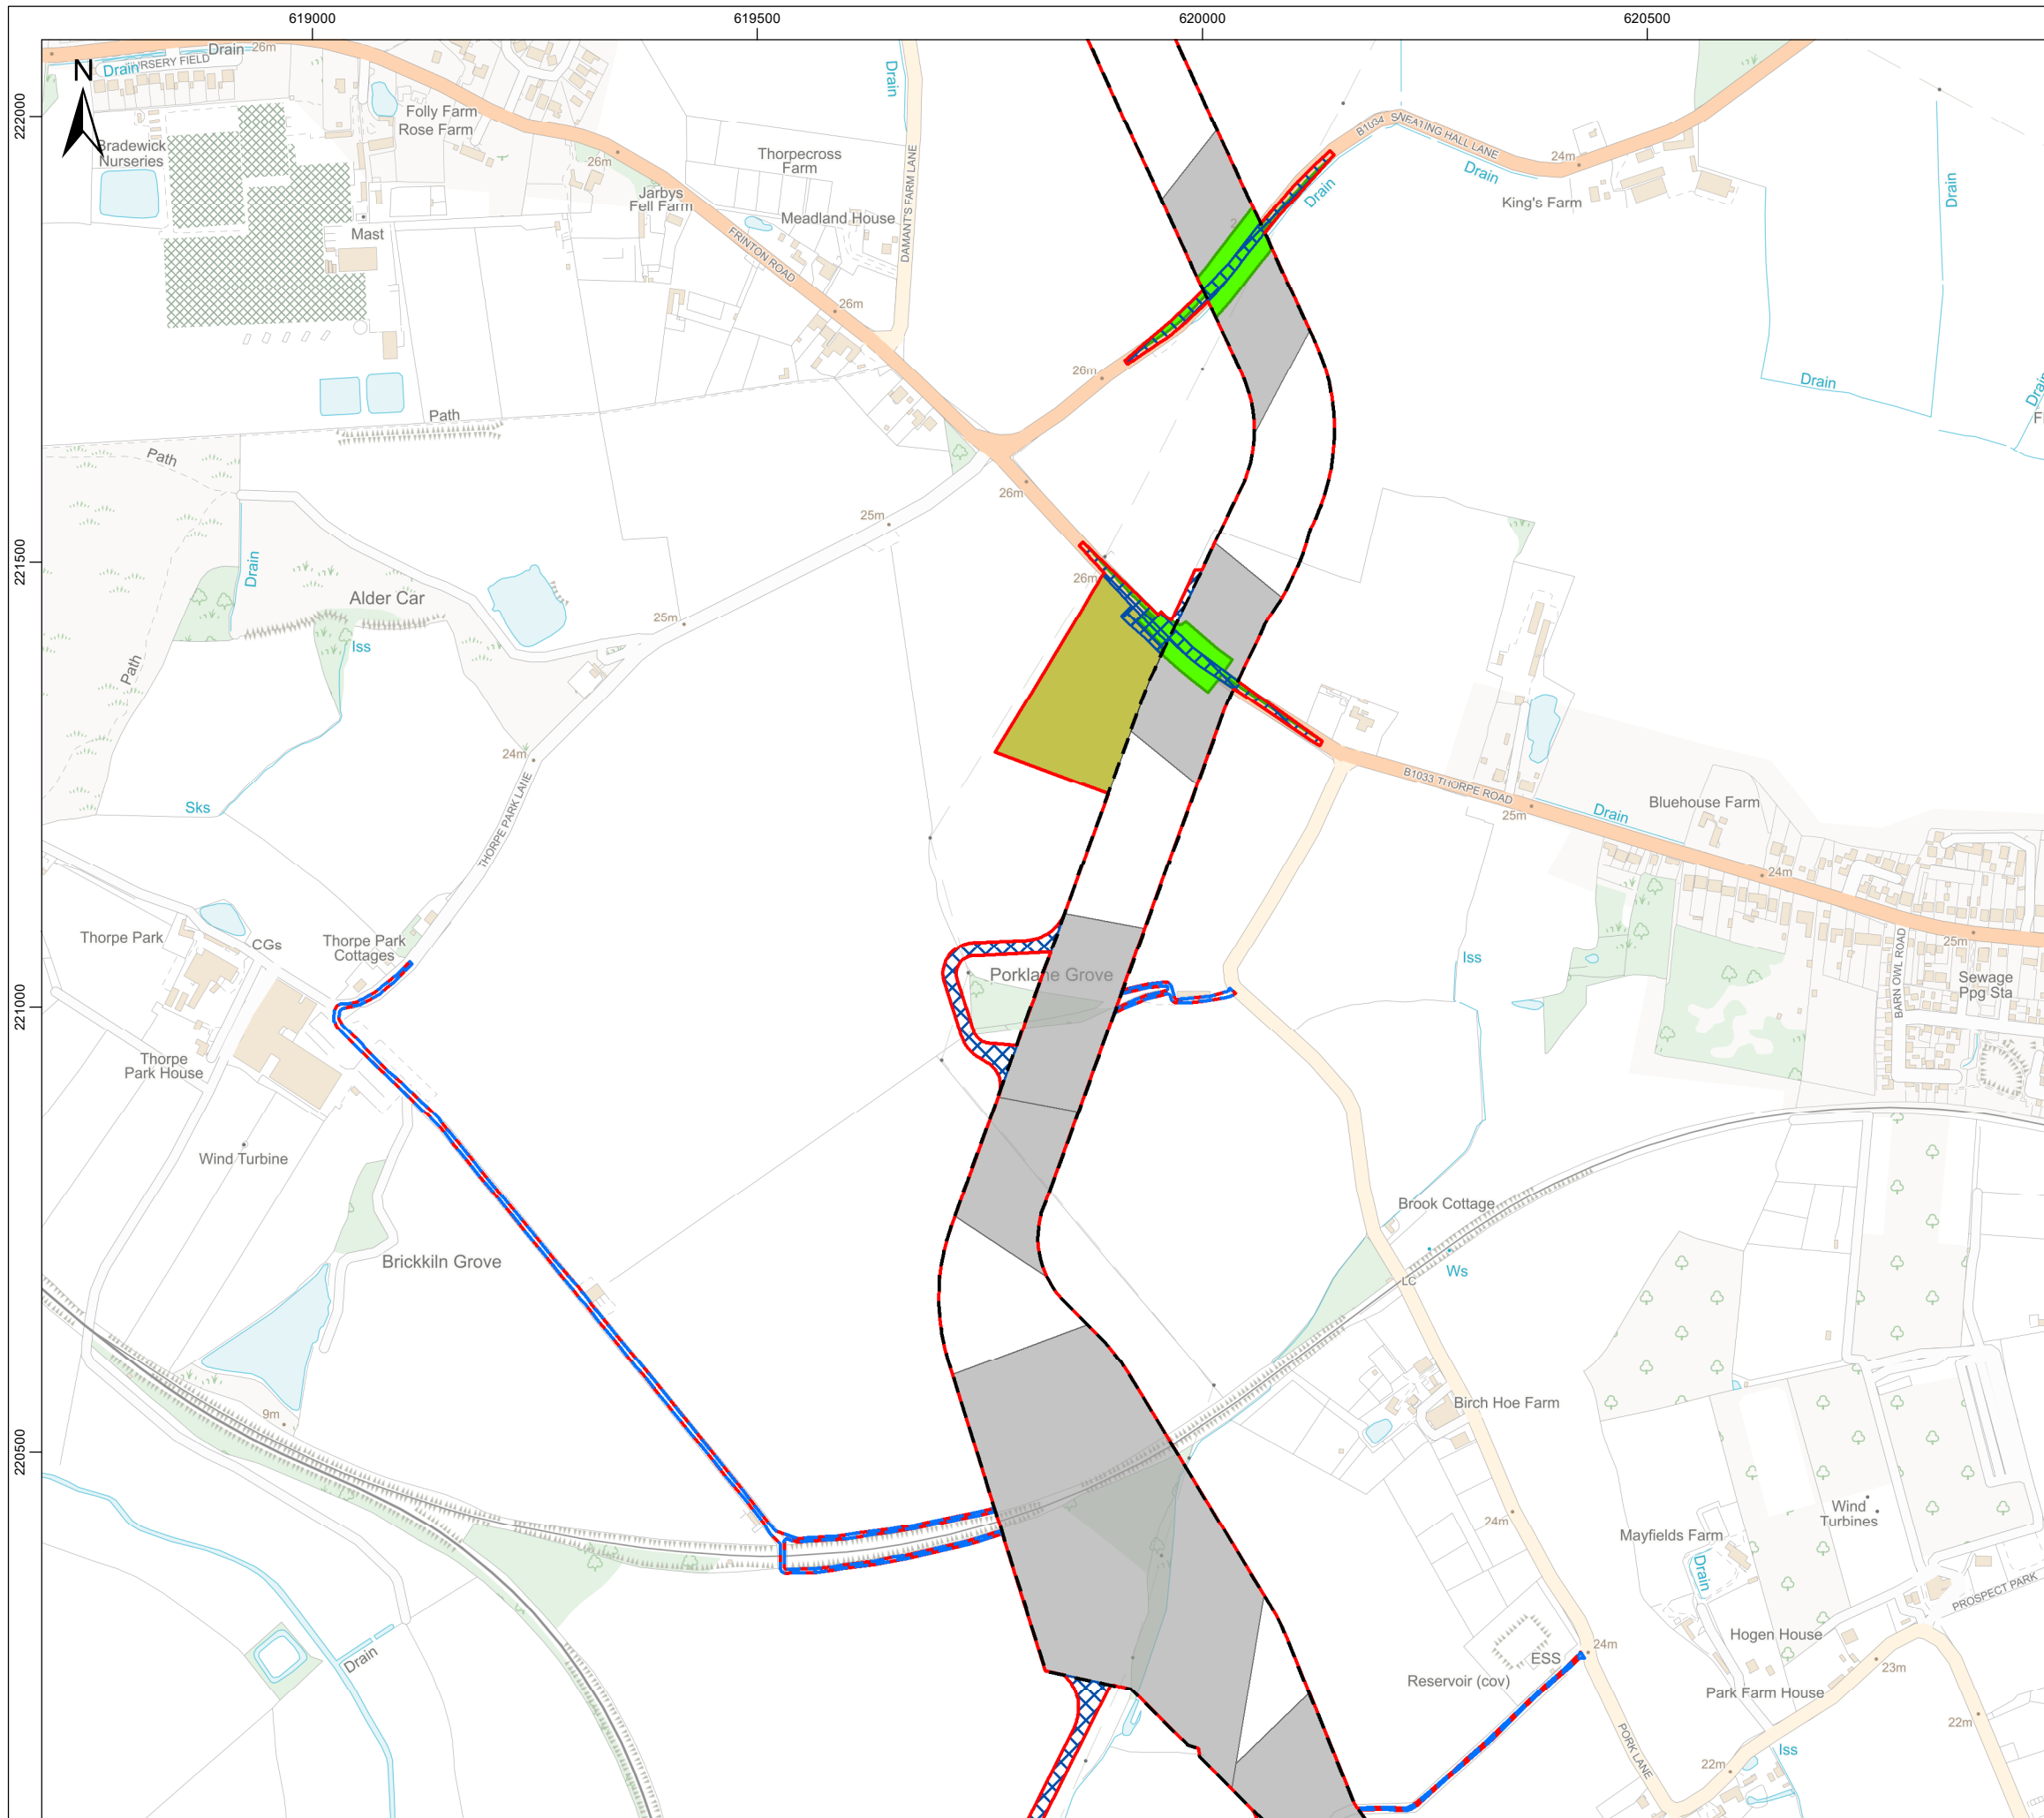 619000
619500
620000
620500
222000
221500
221000
220500
N
Drain
26m
Drain
Bradewick
Nurseries
Folly Farm
Rose Farm
Mast
26m
Jarbys
Fell Farm
Thorpecross
Farm
Meadland House
DAMANT'S FARM LANE
Drain
FRINTON ROAD
26m
B1034 SNEATING HALL LANE
24m
Drain
Drain
King's Farm
Drain
Drain
Drain
26m
Path
Path
Path
Drain
Alder Car
Iss
Sks
25m
25m
26m
26m
24m
THORPE PARK LANE
B1033 THORPE ROAD
25m
Drain
Bluehouse Farm
24m
25m
BARN OWL ROAD
Sewage
Ppg Sta
Iss
Thorpe Park
CGs
Thorpe Park
Cottages
Thorpe
Park House
Wind Turbine
Brickkiln Grove
Porklane Grove
Brook Cottage
Ws
LC
Birch Hoe Farm
9m
Drain
24m
Mayfields Farm
Drain
Wind
Turbines
PROSPECT PARK
Hogen House
Park Farm House
23m
22m
22m
Iss
24m
ESS
Reservoir (cov)
PORK LANE